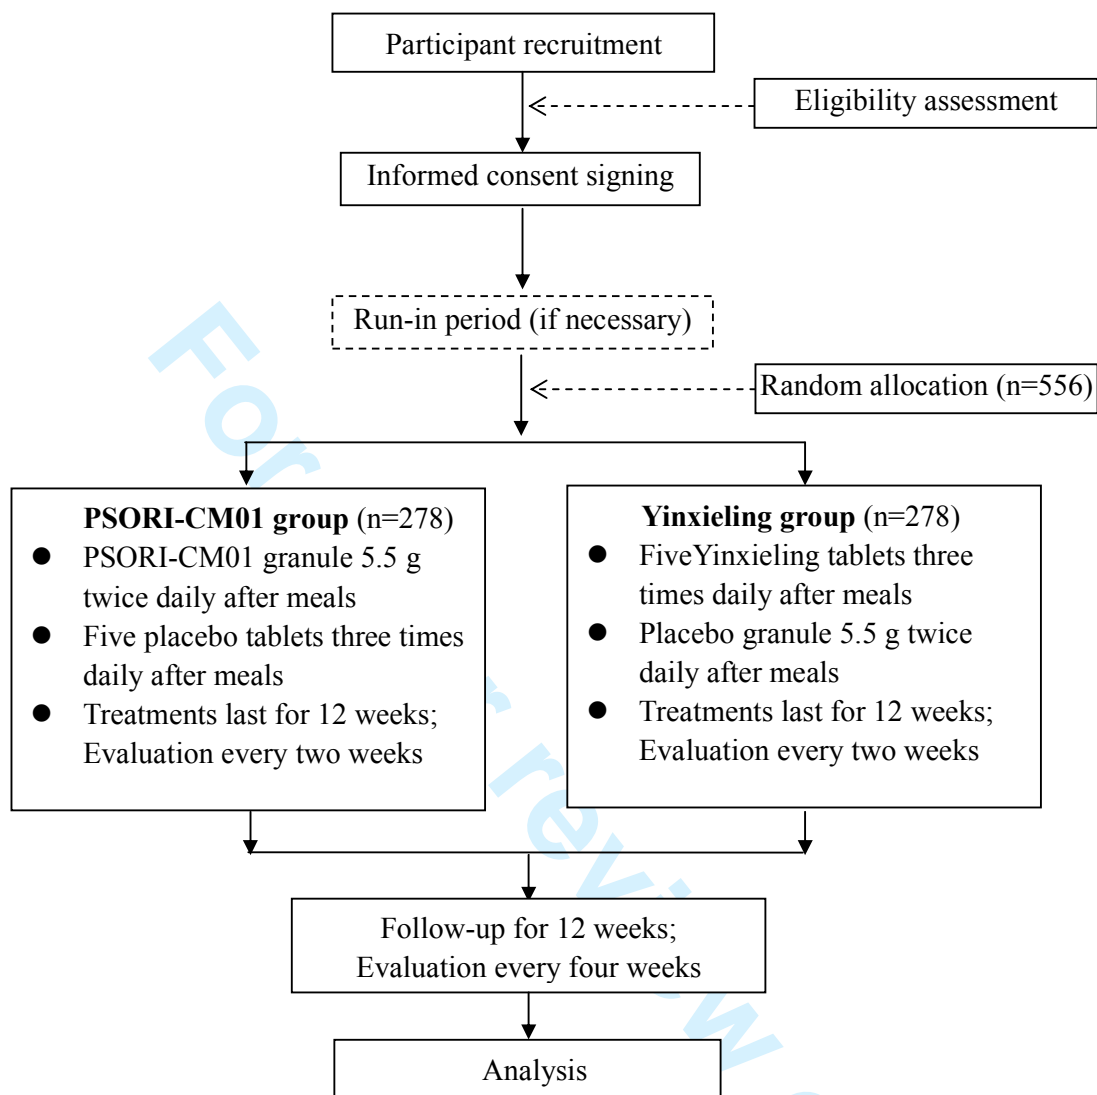 Participant recruitment
Eligibility assessment
Informed consent signing
Run-in period (if necessary)
Random allocation (n=556)
PSORI-CM01 group (n=278)
● PSORI-CM01 granule 5.5 g
twice daily after meals
● Five placebo tablets three times
daily after meals
● Treatments last for 12 weeks;
Evaluation every two weeks
Yinxieling group (n=278)
● FiveYinxieling tablets three
times daily after meals
● Placebo granule 5.5 g twice
daily after meals
● Treatments last for 12 weeks;
Evaluation every two weeks
Follow-up for 12 weeks;
Evaluation every four weeks
Analysis
For
review